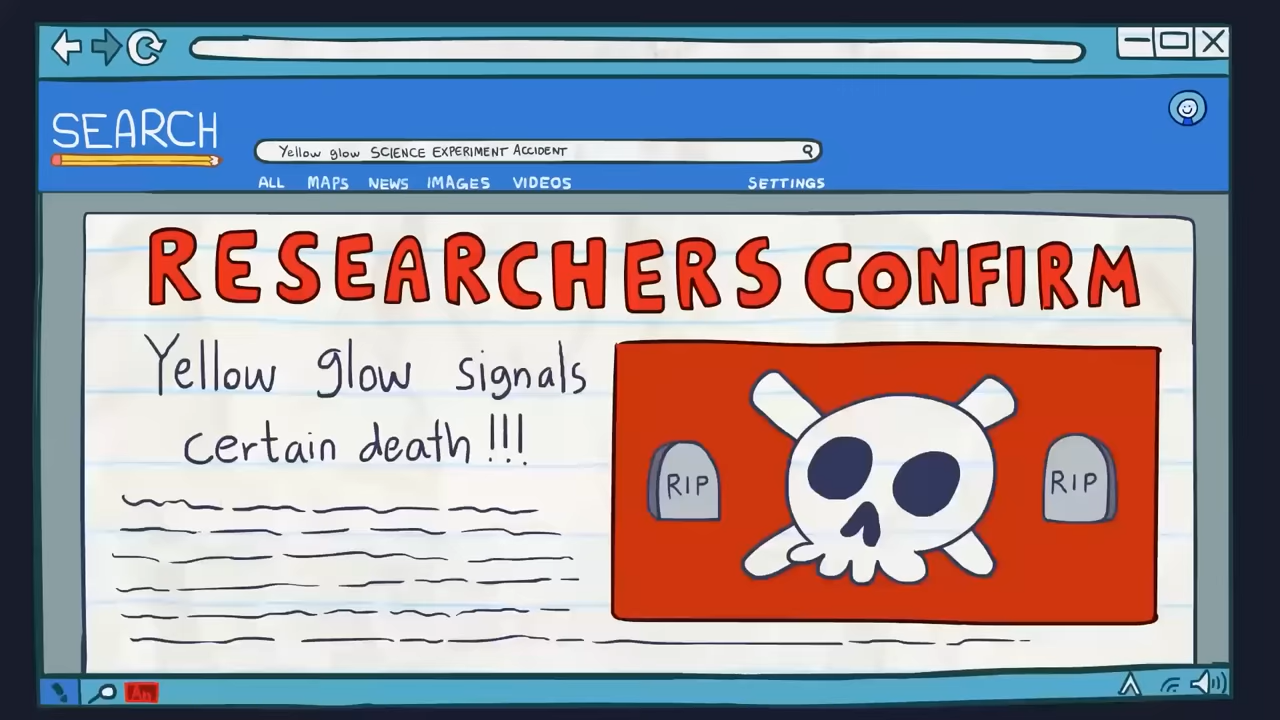 SEARCH
Yellow glow SCIENCE EXPERIMENT ACCIDENT
ALL MAPS NEWS IMAGES VIDEOS SETTINGS
RESEARCHERS CONFIRM
Yellow glow signals
certain death !!!
RIP
RIP
An